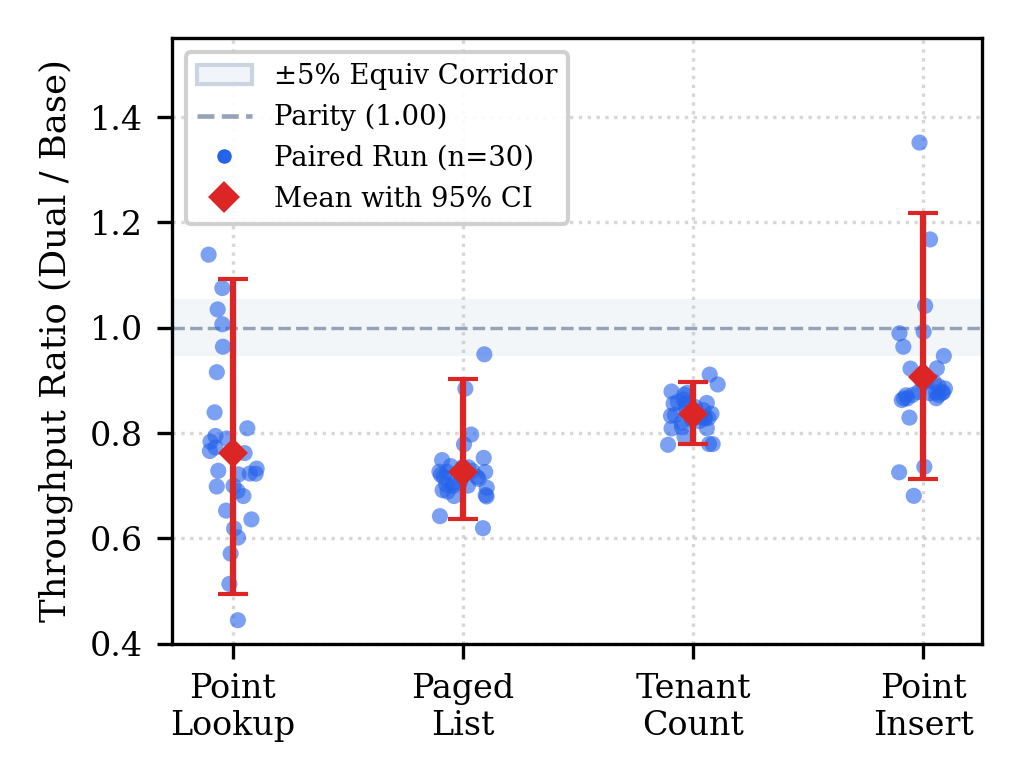 Throughput Ratio (Dual / Base)
1.4
1.2
1.0
0.8
0.6
0.4
±5% Equiv Corridor
Parity (1.00)
Paired Run (n=30)
Mean with 95% CI
Point
Lookup
Paged
List
Tenant
Count
Point
Insert